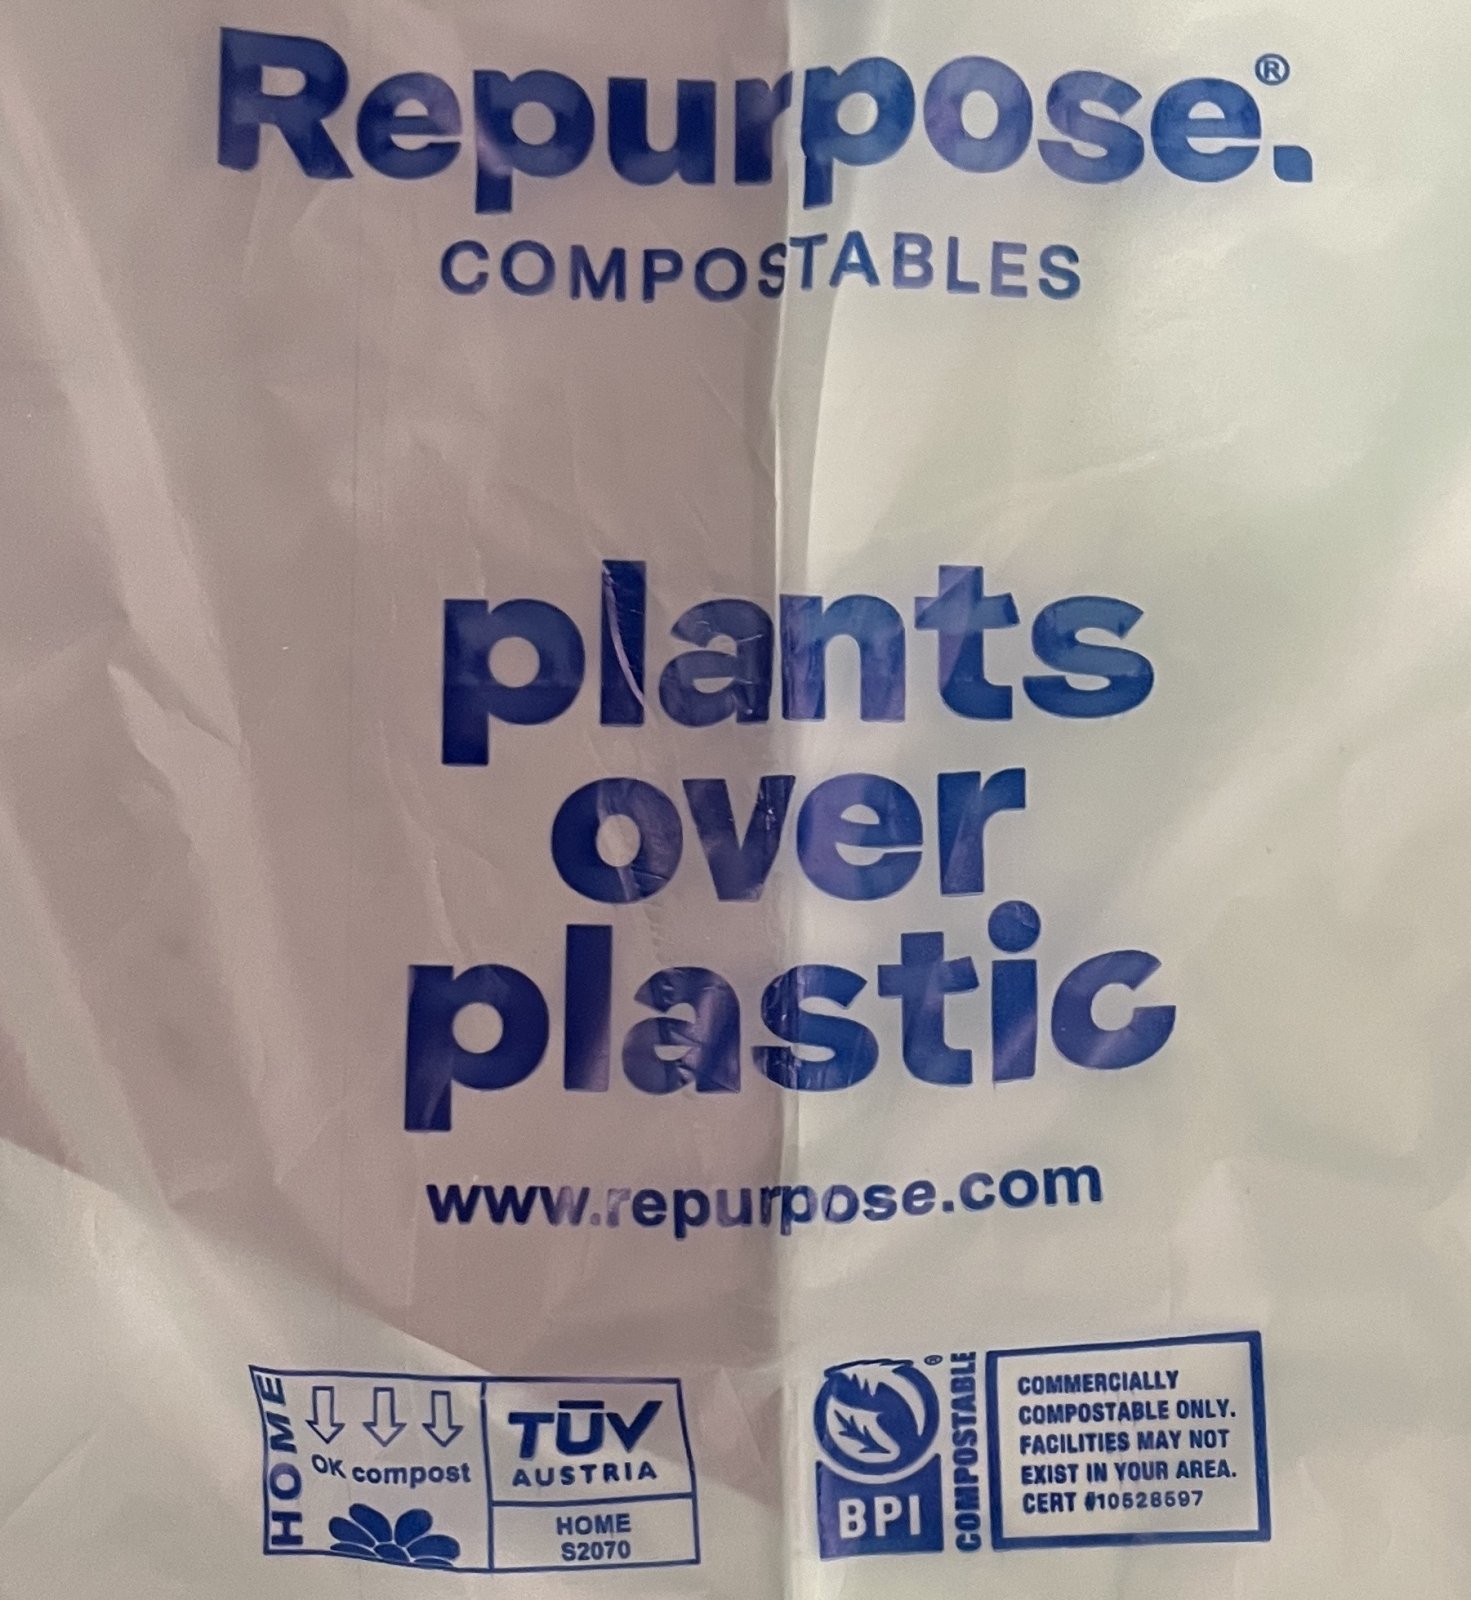 Repurpose.®
COMPOSTABLES
plants
over
plastic
www.repurpose.com
HOME
OK compost
TŪV
AUSTRIA
HOME
S2070
BPI
®
COMPOSTABLE
COMMERCIALLY
COMPOSTABLE ONLY.
FACILITIES MAY NOT
EXIST IN YOUR AREA.
CERT #10528597